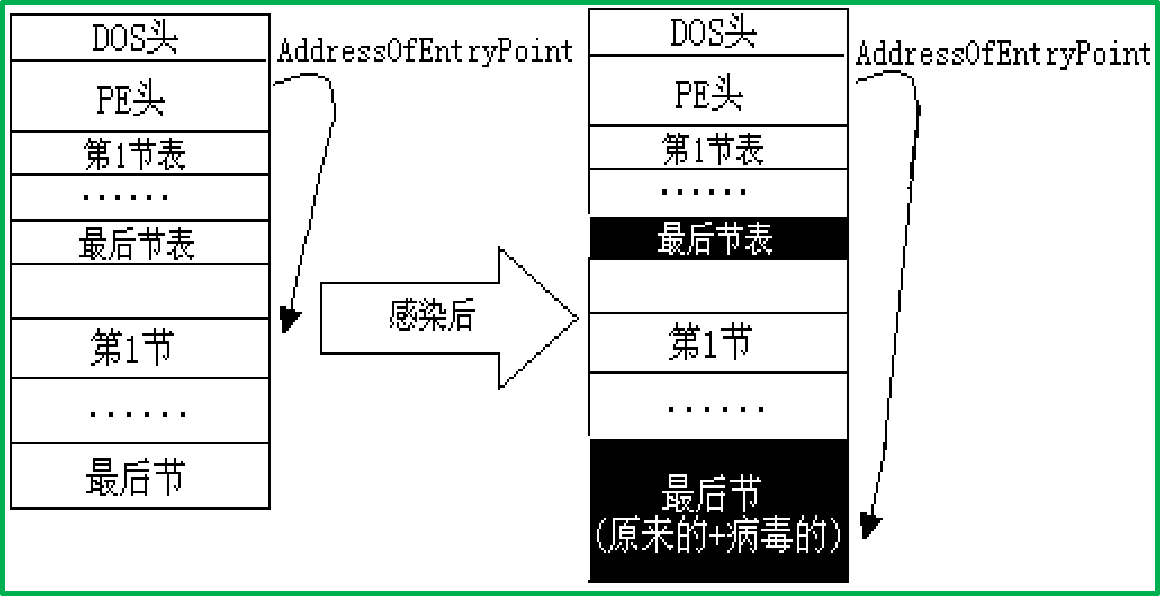 DOS头
AddressOfEntryPoint
PE头
第1节表
······
最后节表
第1节
······
最后节
感染后
DOS头
AddressOfEntryPoint
PE头
第1节表
······
最后节表
第1节
······
最后节
(原来的+病毒的)